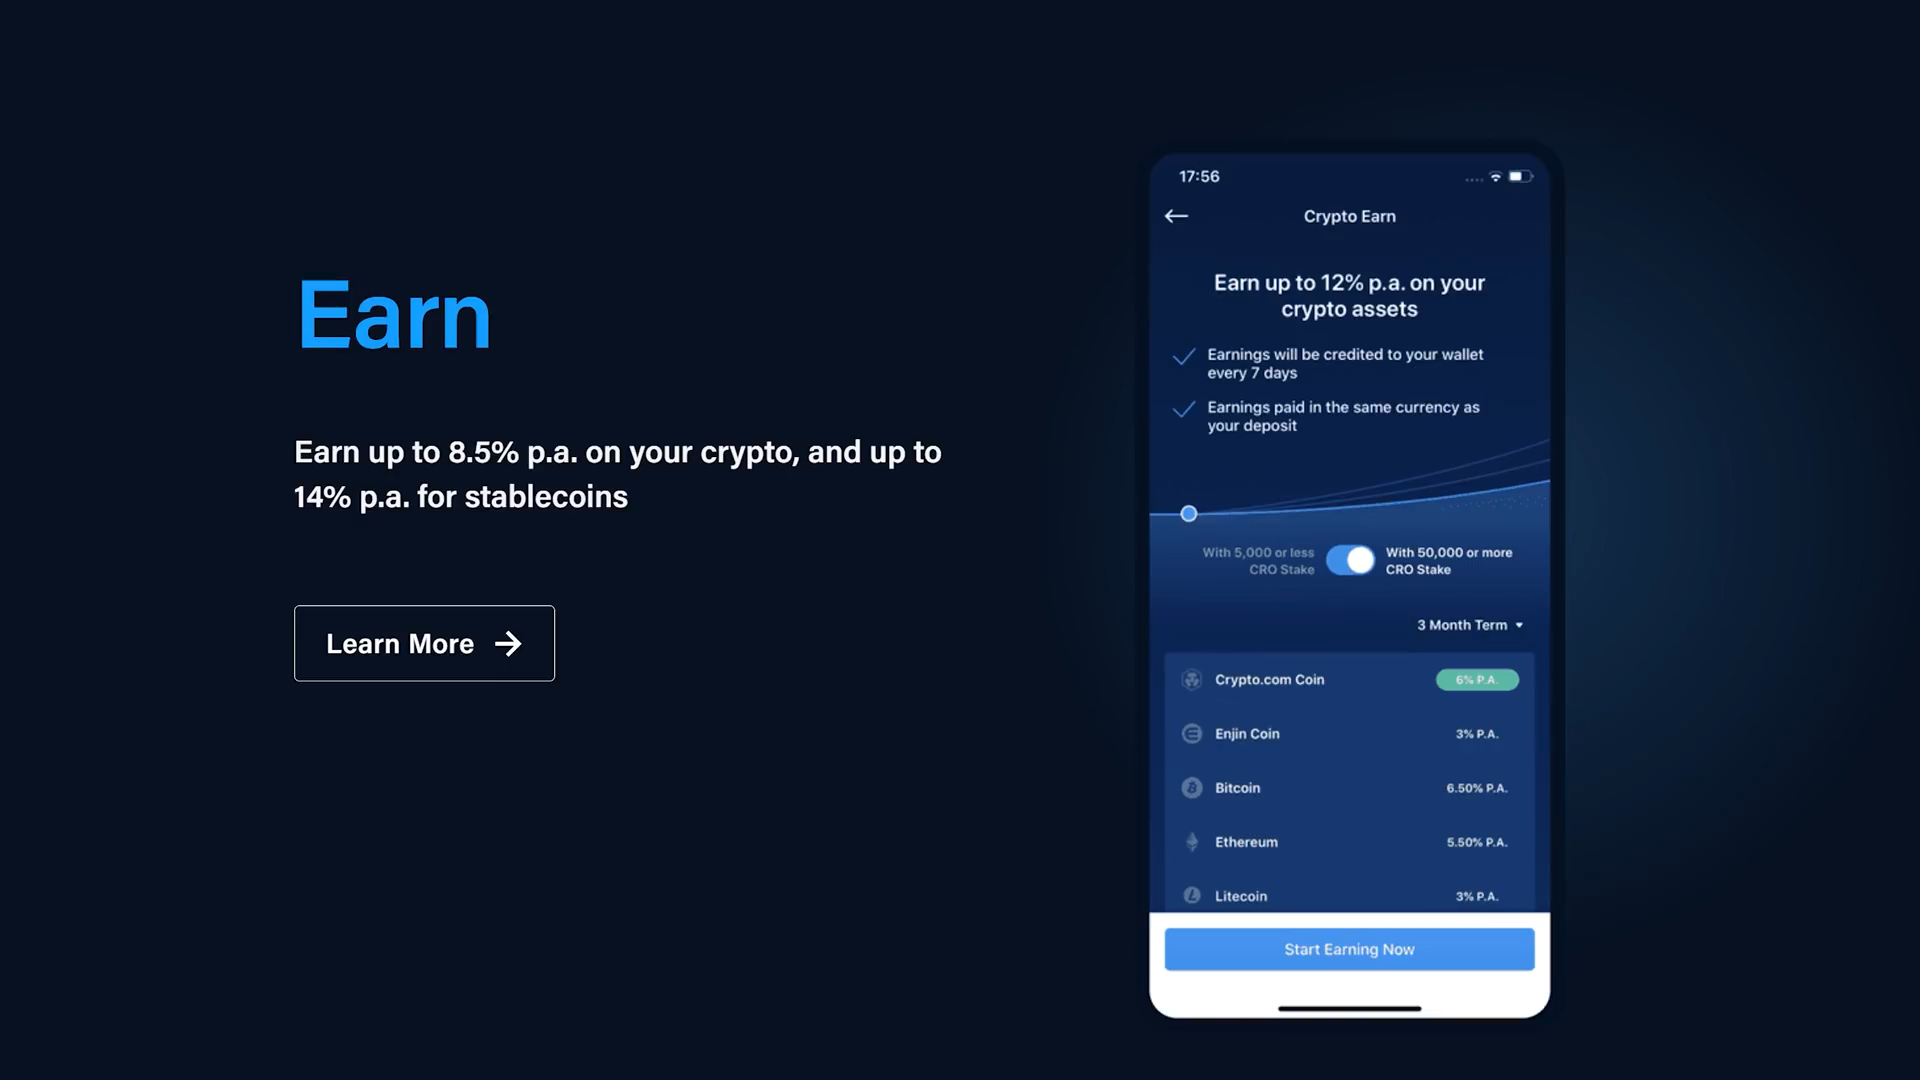 Earn
Earn up to 8.5% p.a. on your crypto, and up to
14% p.a. for stablecoins
Learn More
17:56
Crypto Earn
Earn up to 12% p.a. on your
crypto assets
Earnings will be credited to your wallet
every 7 days
Earnings paid in the same currency as
your deposit
With 5,000 or less
CRO Stake
With 50,000 or more
CRO Stake
3 Month Term
Crypto.com Coin 6% P.A.
Enjin Coin 3% P.A.
Bitcoin 6.50% P.A.
Ethereum 5.50% P.A.
Litecoin 3% P.A.
Start Earning Now